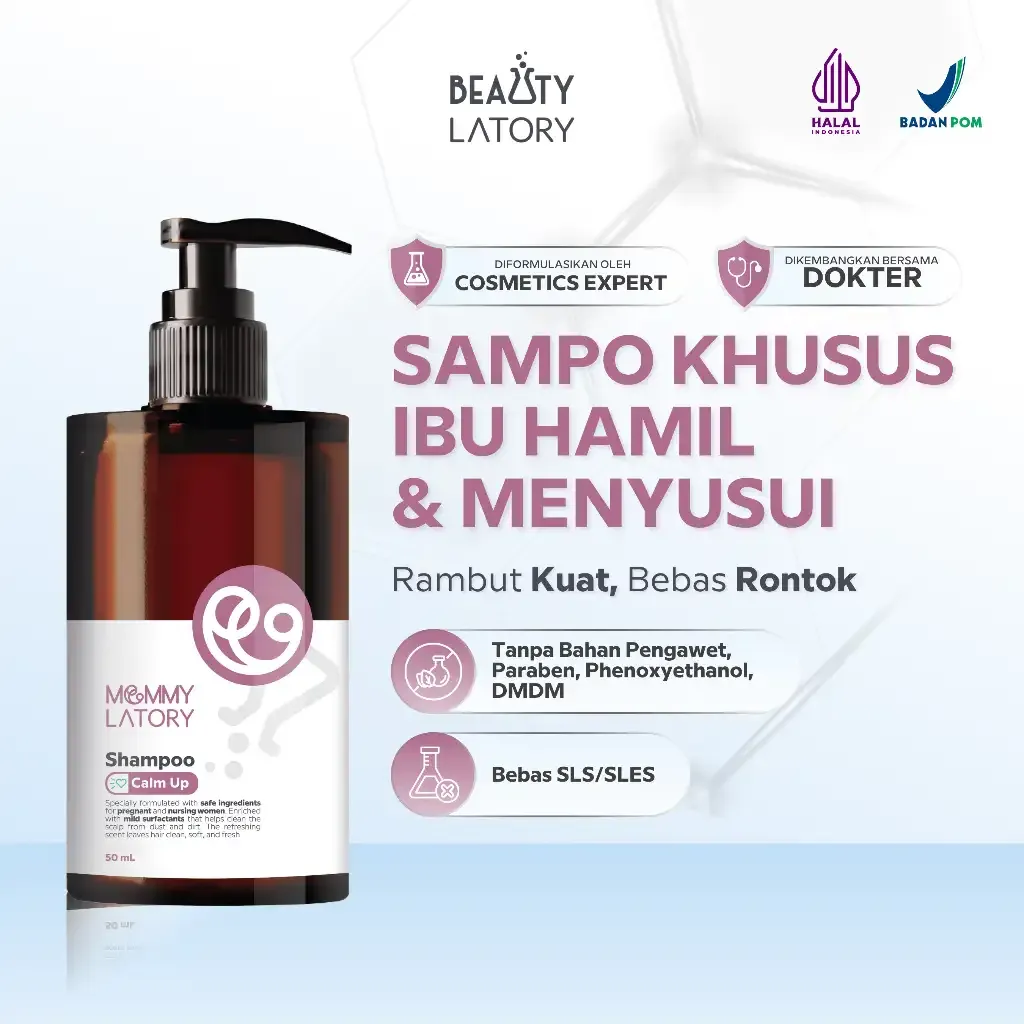 BEAUTY
LATORY
HALAL
INDONESIA
BADAN POM
DIFORMULASIKAN OLEH
COSMETICS EXPERT
DIKEMBANGKAN BERSAMA
DOKTER
SAMPO KHUSUS
IBU HAMIL
& MENYUSUI
Rambut Kuat, Bebas Rontok
Tanpa Bahan Pengawet,
Paraben, Phenoxyethanol,
DMDM
Bebas SLS/SLES
MOMMY
LATORY
Shampoo
Calm Up
Specially formulated with safe ingredients
for pregnant and nursing women. Enriched
with mild surfactants that helps clean the
scalp from dust and dirt. The refreshing
scent leaves hair clean, soft, and fresh
50 mL